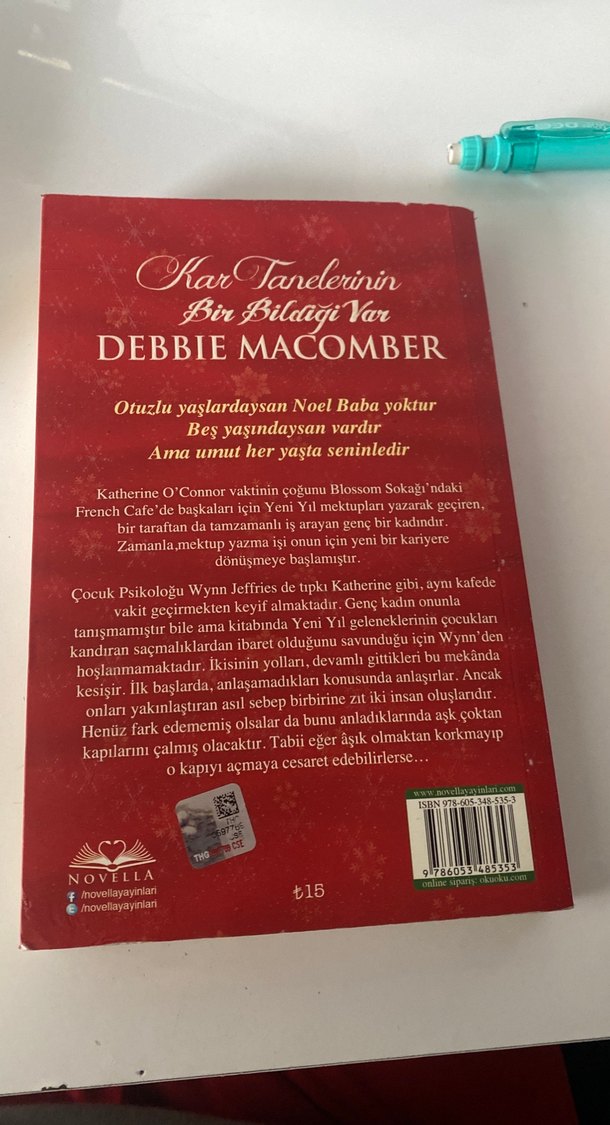 Kar Tanelerinin
Bir Bildiği Var
DEBBIE MACOMBER
Otuzlu yaşlardaysan Noel Baba yoktur
Beş yaşındaysan vardır
Ama umut her yaşta seninledir
Katherine O'Connor vaktinin çoğunu Blossom Sokağı'ndaki
French Cafe'de başkaları için Yeni Yıl mektupları yazarak geçiren,
bir taraftan da tamzamanlı iş arayan genç bir kadındır.
Zamanla,mektup yazma işi onun için yeni bir kariyere
dönüşmeye başlamıştır.
Çocuk Psikoloğu Wynn Jeffries de tıpkı Katherine gibi, aynı kafede
vakit geçirmekten keyif almaktadır. Genç kadın onunla
tanışmamıştır bile ama kitabında Yeni Yıl geleneklerinin çocukları
kandıran saçmalıklardan ibaret olduğunu savunduğu için Wynn'den
hoşlanmamaktadır. İkisinin yolları, devamlı gittikleri bu mekânda
kesişir. İlk başlarda, anlaşamadıkları konusunda anlaşırlar. Ancak
onları yakınlaştıran asıl sebep birbirine zıt iki insan oluşlarıdır.
Henüz fark edememiş olsalar da bunu anladıklarında aşk çoktan
kapılarını çalmış olacaktır. Tabii eğer âşık olmaktan korkmayıp
o kapıyı açmaya cesaret edebilirlerse…
www.novellayayinlari.com
ISBN 978-605-348-535-3
9 786053 485353
online sipariş: okuoku.com
NOVELLA
/novellayayinlari
/novellayayinlari
₺15